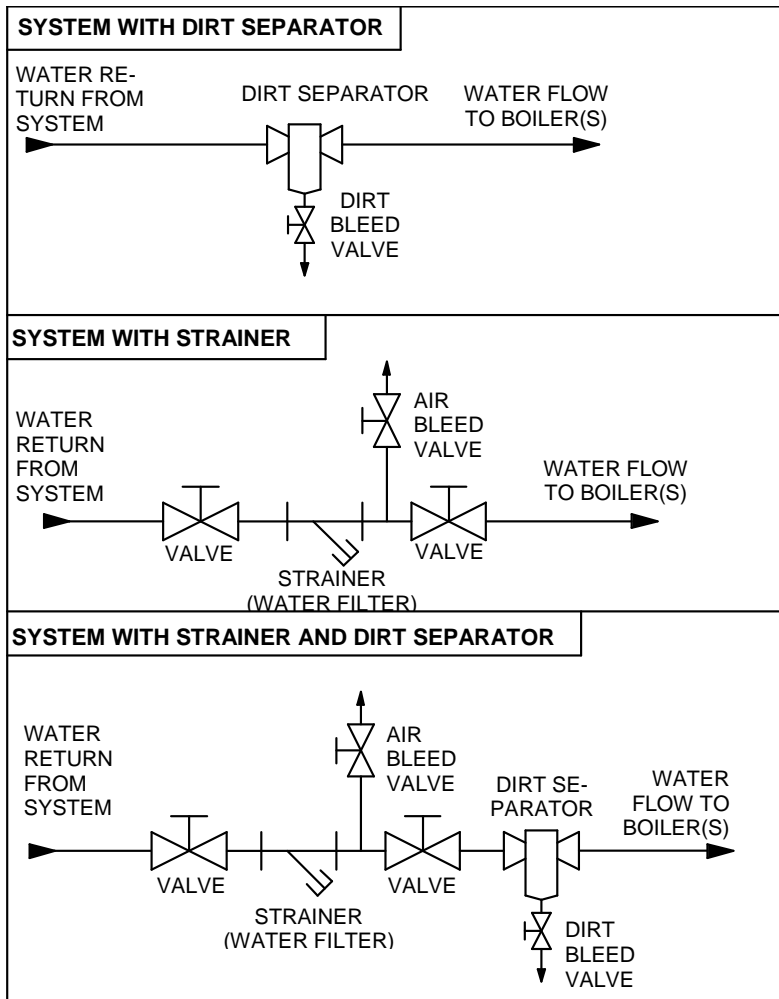 SYSTEM WITH DIRT SEPARATOR
WATER RE-
TURN FROM
SYSTEM
DIRT SEPARATOR
WATER FLOW
TO BOILER(S)
DIRT
BLEED
VALVE
SYSTEM WITH STRAINER
WATER
RETURN
FROM
SYSTEM
AIR
BLEED
VALVE
WATER FLOW
TO BOILER(S)
VALVE
VALVE
STRAINER
(WATER FILTER)
SYSTEM WITH STRAINER AND DIRT SEPARATOR
WATER
RETURN
FROM
SYSTEM
AIR
BLEED
VALVE
DIRT SE-
PARATOR
WATER
FLOW TO
BOILER(S)
VALVE
VALVE
STRAINER
(WATER FILTER)
DIRT
BLEED
VALVE